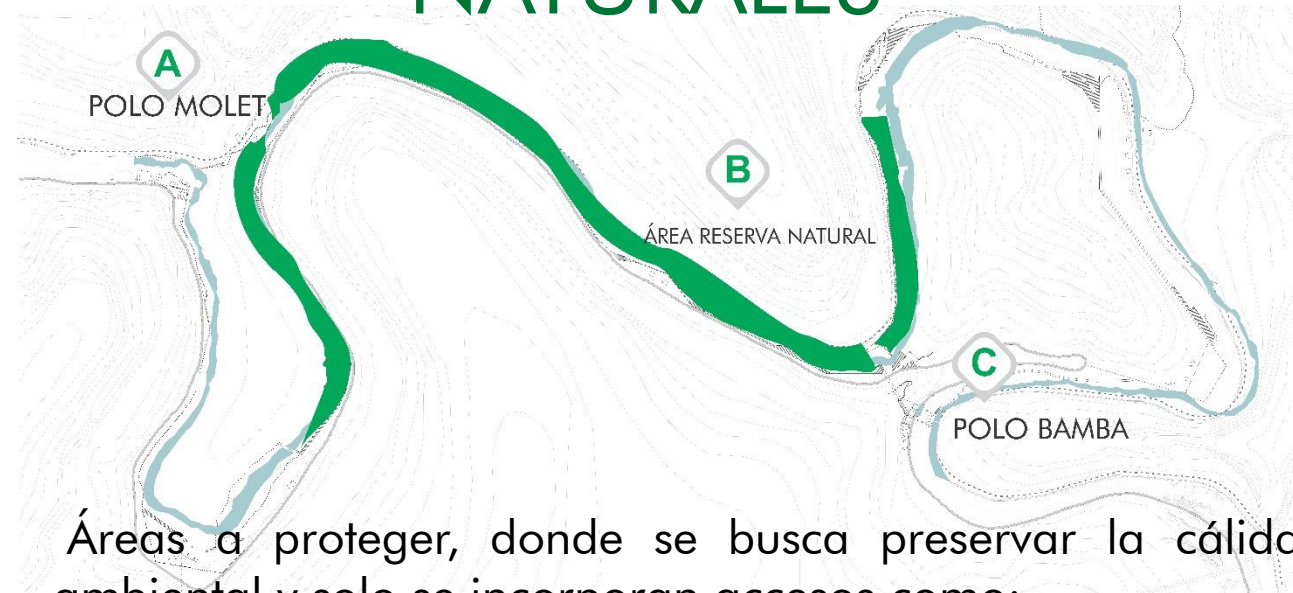 NATURALES
A
POLO MOLET
B
ÁREA RESERVA NATURAL
C
POLO BAMBA
Áreas a proteger, donde se busca preservar la cálida
ambiental y solo se incorporan accesos como: